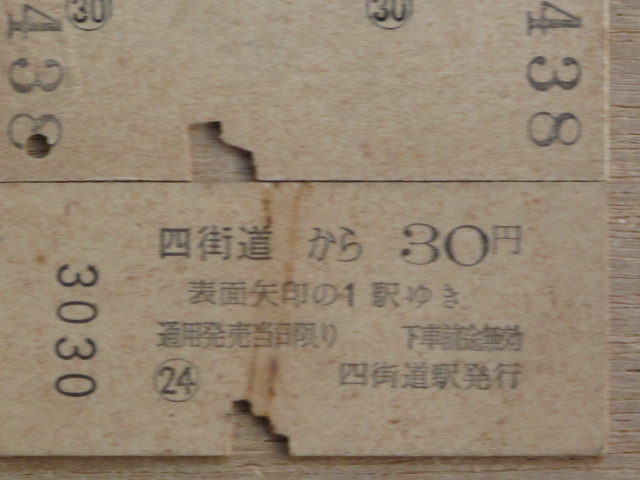 ㉚
㉚
438
438
四街道 から 30円
表面矢印の1駅ゆき
通用発売当日限り 下車前途無効
㉔ 四街道駅発行
3030